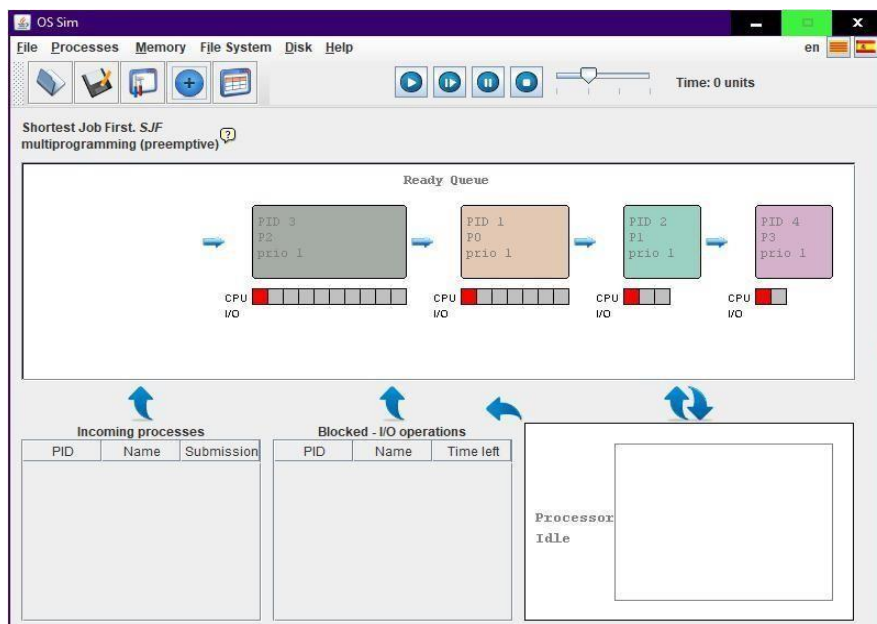 OS Sim
File Processes Memory File System Disk Help
en
Time: 0 units
Shortest Job First. SJF
multiprogramming (preemptive)
?
Ready Queue
PID 3
P2
prio 1
CPU
I/O
PID 1
P0
prio 1
CPU
I/O
PID 2
P1
prio 1
CPU
I/O
PID 4
P3
prio 1
CPU
I/O
Incoming processes
PID Name Submission
Blocked - I/O operations
PID Name Time left
Processor
Idle